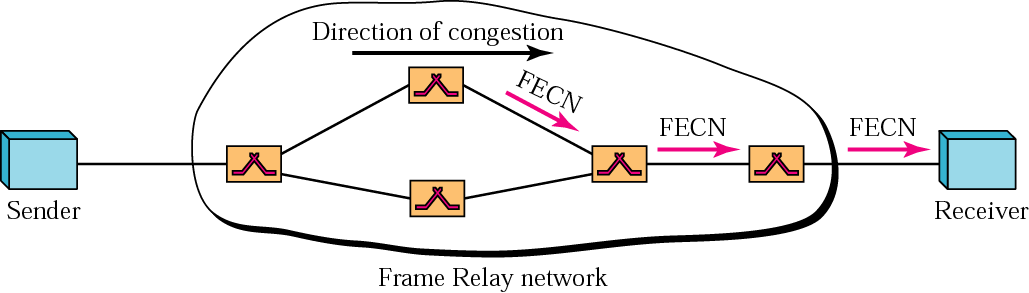 Direction of congestion
FECN
FECN
FECN
Sender
Receiver
Frame Relay network